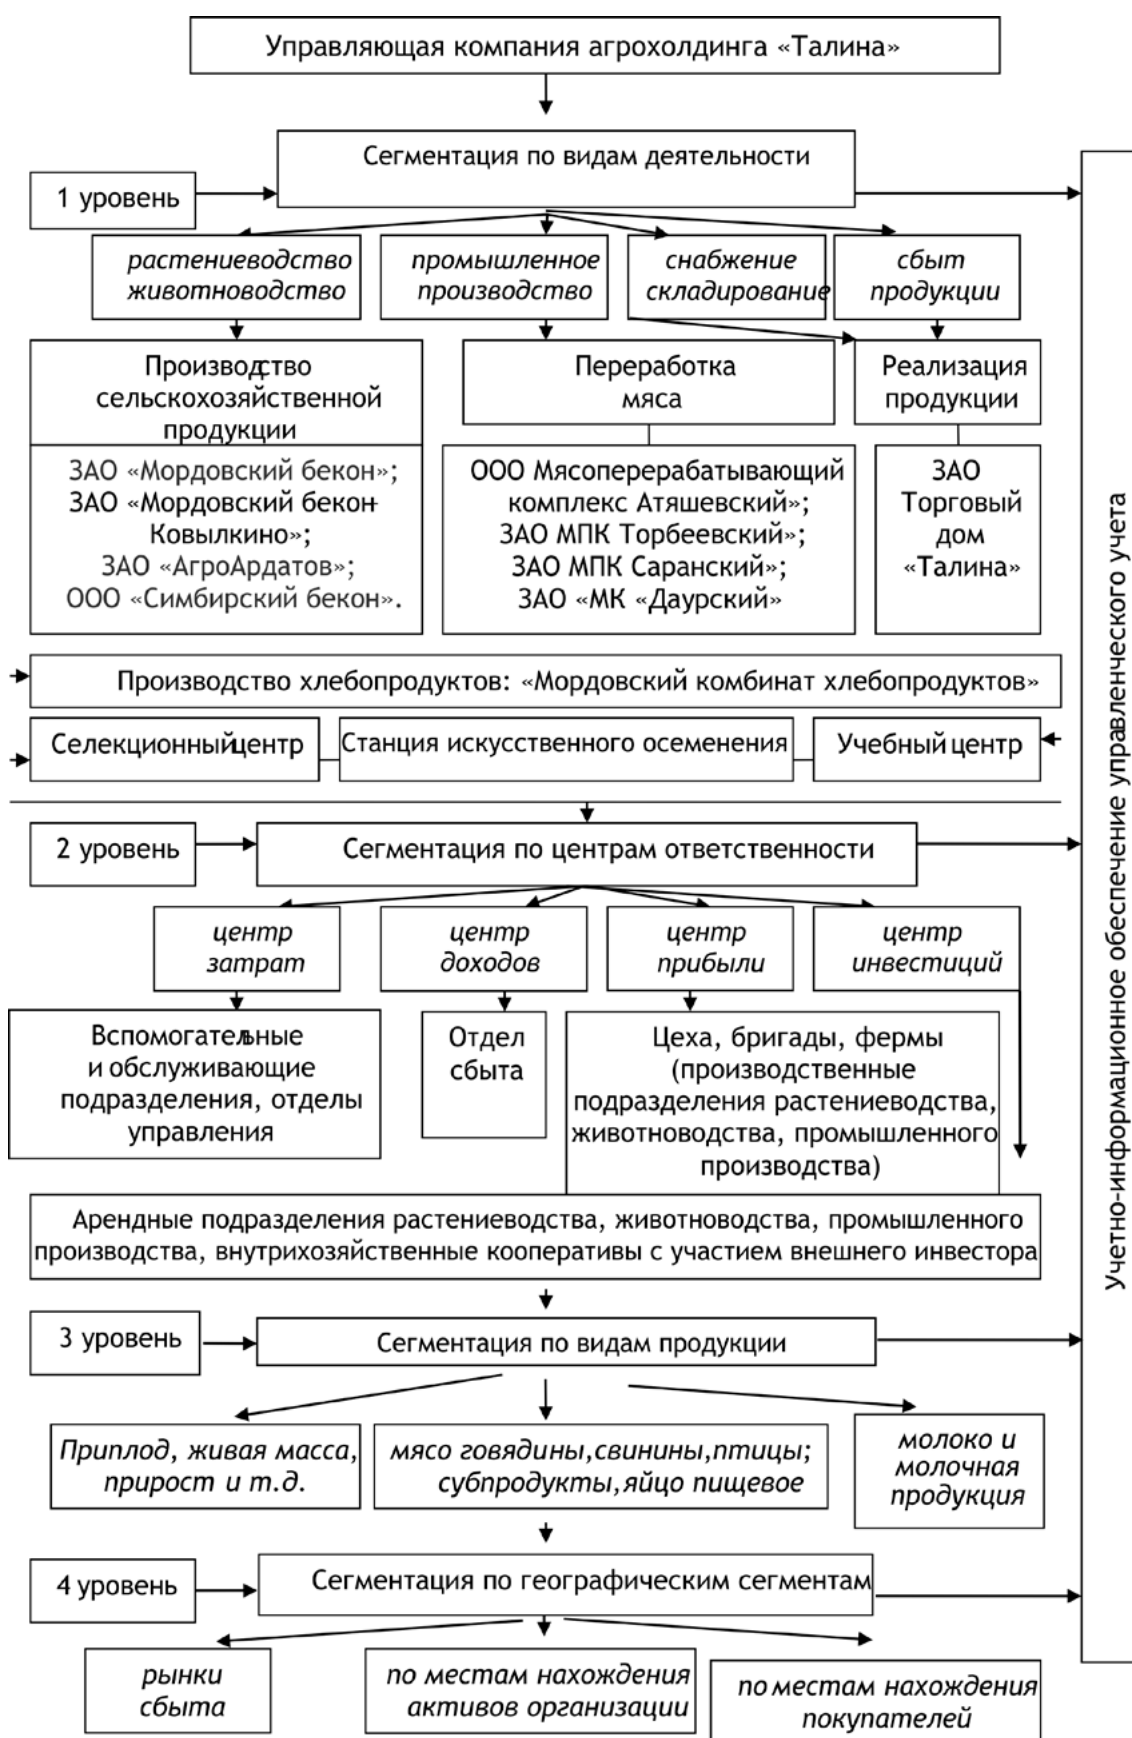 Управляющая компания агрохолдинга «Талина»
Сегментация по видам деятельности
1 уровень
растениеводство
животноводство
промышленное
производство
снабжение
складирование
сбыт
продукции
Производство
сельскохозяйственной
продукции
Переработка
мяса
Реализация
продукции
ЗАО «Мордовский бекон»;
ЗАО «Мордовский бекон-
Ковылкино»;
ЗАО «АгроАрдатов»;
ООО «Симбирский бекон».
ООО Мясоперерабатывающий
комплекс Атяшевский»;
ЗАО МПК Торбеевский»;
ЗАО МПК Саранский»;
ЗАО «МК «Даурский»
ЗАО
Торговый
дом
«Талина»
Производство хлебопродуктов: «Мордовский комбинат хлебопродуктов»
Селекционный центр
Станция искусственного осеменения
Учебный центр
2 уровень
Сегментация по центрам ответственности
центр
затрат
центр
доходов
центр
прибыли
центр
инвестиций
Вспомогательные
и обслуживающие
подразделения, отделы
управления
Отдел
сбыта
Цеха, бригады, фермы
(производственные
подразделения растениеводства,
животноводства, промышленного
производства)
Арендные подразделения растениеводства, животноводства, промышленного
производства, внутрихозяйственные кооперативы с участием внешнего инвестора
3 уровень
Сегментация по видам продукции
Приплод, живая масса,
прирост и т.д.
мясо говядины,свинины,птицы;
субпродукты,яйцо пищевое
молоко и
молочная
продукция
4 уровень
Сегментация по географическим сегментам
рынки
сбыта
по местам нахождения
активов организации
по местам нахождения
покупателей
Учетно-информационное обеспечение управленческого учета